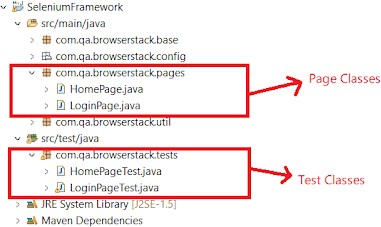 SeleniumFramework
src/main/java
com.qa.browserstack.base
com.qa.browserstack.config
com.qa.browserstack.pages
HomePage.java
LoginPage.java
com.qa.browserstack.util
src/test/java
com.qa.browserstack.tests
HomePageTest.java
LoginPageTest.java
JRE System Library [J2SE-1.5]
Maven Dependencies
Page Classes
Test Classes